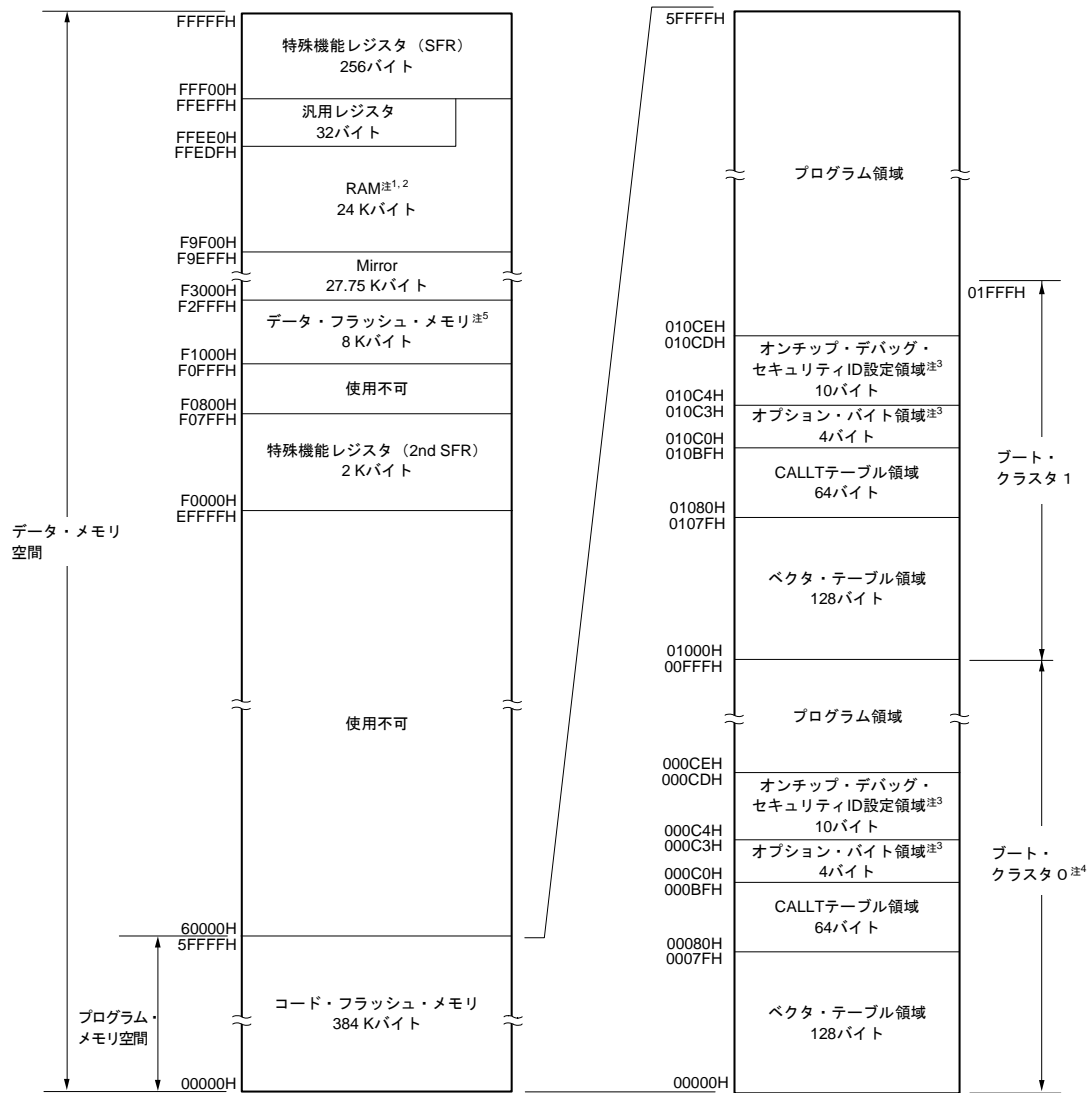 FFFFFH
特殊機能レジスタ（SFR）
256バイト
FFF00H
FFEFFH
汎用レジスタ
32バイト
FFEE0H
FFEDFH
RAM注1, 2
24 Kバイト
F9F00H
F9EFFH
Mirror
27.75 Kバイト
F3000H
F2FFFH
データ・フラッシュ・メモリ注5
8 Kバイト
F1000H
F0FFFH
使用不可
F0800H
F07FFH
特殊機能レジスタ（2nd SFR）
2 Kバイト
F0000H
EFFFFH
データ・メモリ
空間
使用不可
60000H
5FFFFH
コード・フラッシュ・メモリ
384 Kバイト
プログラム・
メモリ空間
00000H
5FFFFH
プログラム領域
01FFFH
010CEH
010CDH
オンチップ・デバッグ・
セキュリティID設定領域注3
10バイト
010C4H
010C3H
オプション・バイト領域注3
4バイト
010C0H
010BFH
CALLTテーブル領域
64バイト
ブート・
クラスタ 1
01080H
0107FH
ベクタ・テーブル領域
128バイト
01000H
00FFFH
プログラム領域
000CEH
000CDH
オンチップ・デバッグ・
セキュリティID設定領域注3
10バイト
000C4H
000C3H
オプション・バイト領域注3
4バイト
000C0H
000BFH
ブート・
クラスタ 0 注4
CALLTテーブル領域
64バイト
00080H
0007FH
ベクタ・テーブル領域
128バイト
00000H